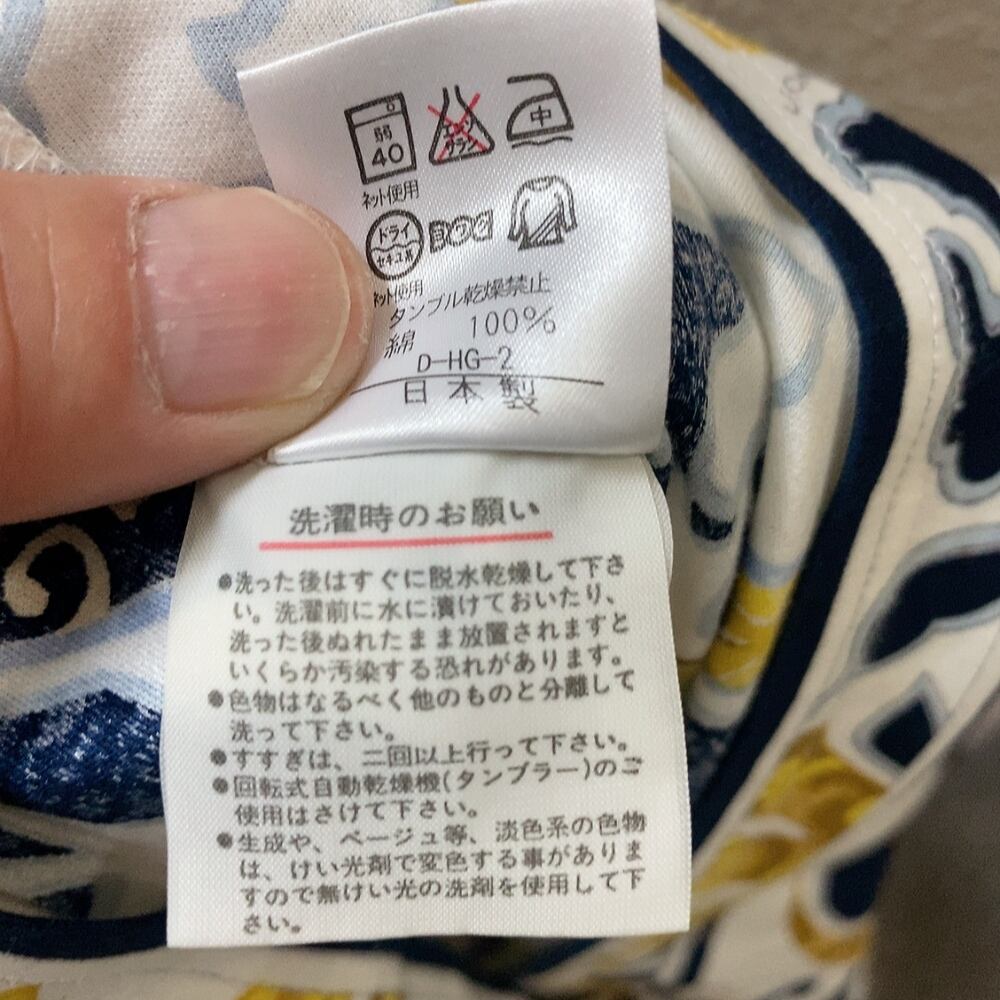 弱
40
エンソ
サラシ
中
ネット使用
ドライ
セキユ系
ネット使用
タンブル乾燥禁止
綿 100%
D-HG-2
日本製
洗濯時のお願い
●洗った後はすぐに脱水乾燥して下さ
い。洗濯前に水に漬けておいたり、
洗った後ぬれたまま放置されますと
いくらか汚染する恐れがあります。
●色物はなるべく他のものと分離して
洗って下さい。
●すすぎは、二回以上行って下さい。
●回転式自動乾燥機(タンブラー)のご
使用はさけて下さい。
●生成や、ベージュ等、淡色系の色物
は、けい光剤で変色する事がありま
すので無けい光の洗剤を使用して下
さい。